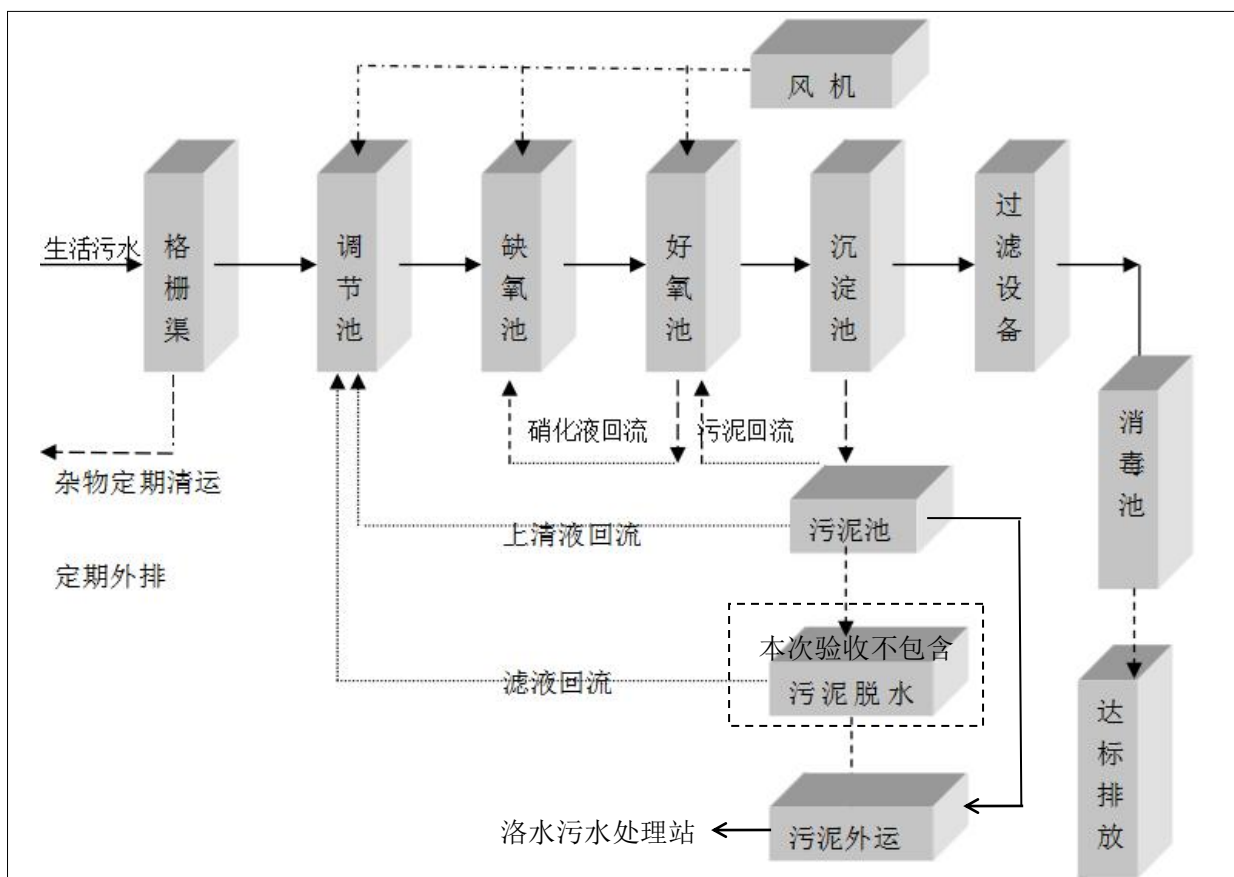 风 机
生活污水
格栅渠
调节池
缺氧池
好氧池
沉淀池
过滤设备
消毒池
硝化液回流
污泥回流
杂物定期清运
定期外排
上清液回流
污泥池
本次验收不包含
污泥脱水
滤液回流
达标排放
污泥外运
洛水污水处理站